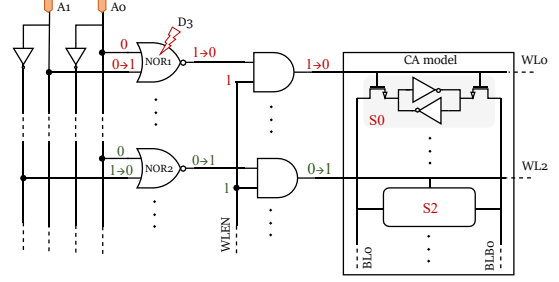 A1
A0
D3
0
0→1
NOR1
1→0
1
1→0
CA model
WL0
S0
0
1→0
NOR2
0→1
1
0→1
WL2
S2
WLEN
BL0
BLB0